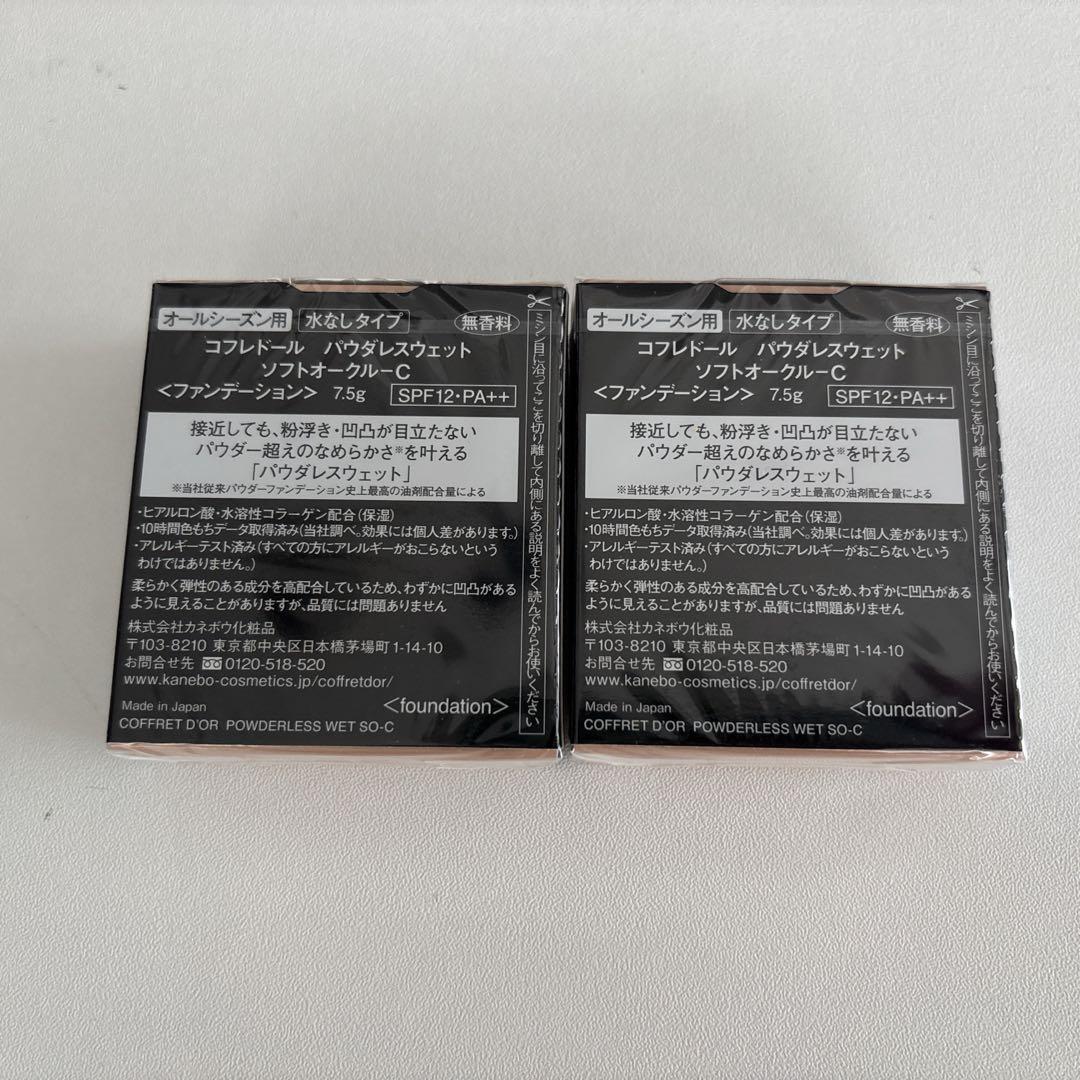 オールシーズン用 水なしタイプ 無香料
コフレドール パウダレスウェット
ソフトオークル-C
<ファンデーション> 7.5g SPF12・PA++
接近しても、粉浮き・凹凸が目立たない
パウダー超えのなめらかさ※を叶える
「パウダレスウェット」
※当社従来パウダーファンデーション史上最高の油剤配合量による
・ヒアルロン酸・水溶性コラーゲン配合(保湿)
・10時間色もちデータ取得済み(当社調べ。効果には個人差があります。)
・アレルギーテスト済み(すべての方にアレルギーがおこらないという
わけではありません。)
柔らかく弾性のある成分を高配合しているため、わずかに凹凸がある
ように見えることがありますが、品質には問題ありません
株式会社カネボウ化粧品
〒103-8210 東京都中央区日本橋茅場町1-14-10
お問合せ先 0120-518-520
www.kanebo-cosmetics.jp/coffretdor/
Made in Japan <foundation>
COFFRET D'OR POWDERLESS WET SO-C
ミシン目に沿ってここを切り離して内側にある説明をよく読んでからお使いください
オールシーズン用 水なしタイプ 無香料
コフレドール パウダレスウェット
ソフトオークル-C
<ファンデーション> 7.5g SPF12・PA++
接近しても、粉浮き・凹凸が目立たない
パウダー超えのなめらかさ※を叶える
「パウダレスウェット」
※当社従来パウダーファンデーション史上最高の油剤配合量による
・ヒアルロン酸・水溶性コラーゲン配合(保湿)
・10時間色もちデータ取得済み(当社調べ。効果には個人差があります。)
・アレルギーテスト済み(すべての方にアレルギーがおこらないという
わけではありません。)
柔らかく弾性のある成分を高配合しているため、わずかに凹凸がある
ように見えることがありますが、品質には問題ありません
株式会社カネボウ化粧品
〒103-8210 東京都中央区日本橋茅場町1-14-10
お問合せ先 0120-518-520
www.kanebo-cosmetics.jp/coffretdor/
Made in Japan <foundation>
COFFRET D'OR POWDERLESS WET SO-C
ミシン目に沿ってここを切り離して内側にある説明をよく読んでからお使いください